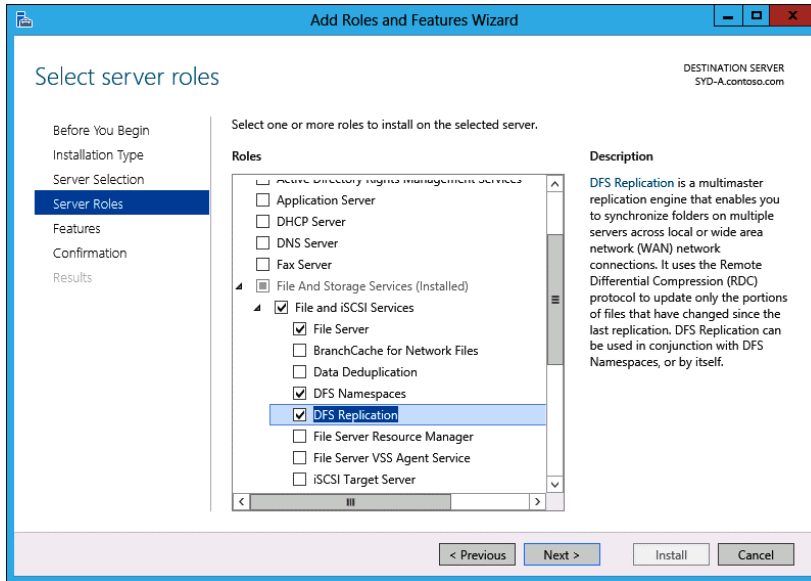 Add Roles and Features Wizard
Select server roles
DESTINATION SERVER
SYD-A.contoso.com
Before You Begin
Installation Type
Server Selection
Server Roles
Features
Confirmation
Results
Select one or more roles to install on the selected server.
Roles
Active Directory Rights Management Services
Application Server
DHCP Server
DNS Server
Fax Server
File And Storage Services (Installed)
File and iSCSI Services
File Server
BranchCache for Network Files
Data Deduplication
DFS Namespaces
DFS Replication
File Server Resource Manager
File Server VSS Agent Service
iSCSI Target Server
Description
DFS Replication is a multimaster
replication engine that enables you
to synchronize folders on multiple
servers across local or wide area
network (WAN) network
connections. It uses the Remote
Differential Compression (RDC)
protocol to update only the portions
of files that have changed since the
last replication. DFS Replication can
be used in conjunction with DFS
Namespaces, or by itself.
< Previous
Next >
Install
Cancel